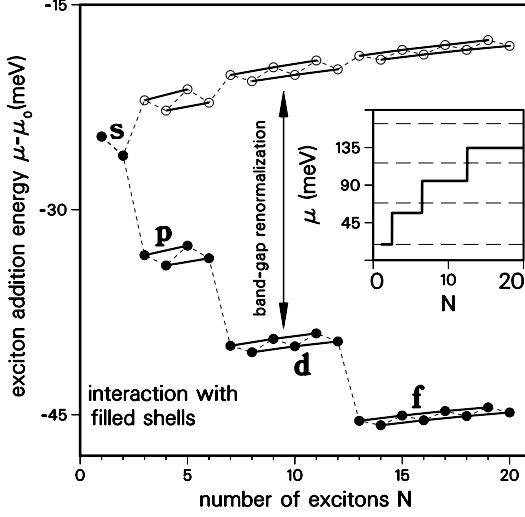 exciton addition energy μ-μ₀(meV)
-15
-30
-45
s
p
d
f
band-gap renormalization
interaction with
filled shells
0
5
10
15
20
number of excitons N
μ (meV)
135
90
45
0
10
20
N